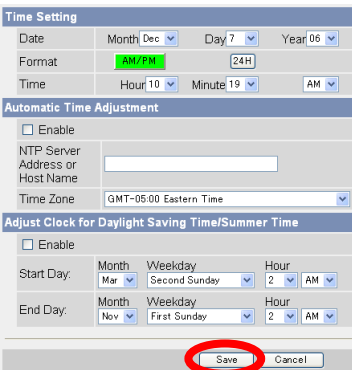 Time Setting
Date Month Dec Day 7 Year 06
Format AM/PM 24H
Time Hour 10 Minute 19 AM
Automatic Time Adjustment
Enable
NTP Server
Address or
Host Name
Time Zone GMT-05:00 Eastern Time
Adjust Clock for Daylight Saving Time/Summer Time
Enable
Month Weekday Hour
Start Day: Mar Second Sunday 2 AM
Month Weekday Hour
End Day: Nov First Sunday 2 AM
Save Cancel